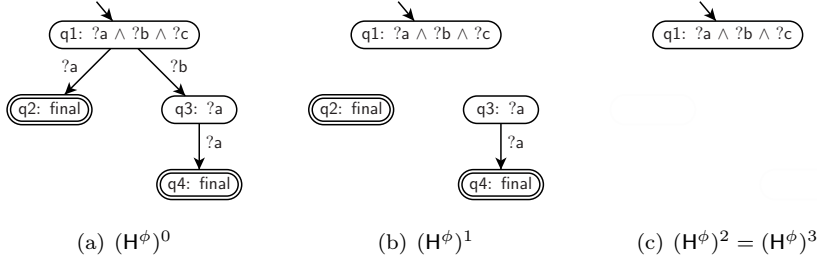 q1: ?a ∧ ?b ∧ ?c
?a
?b
q2: final
q3: ?a
?a
q4: final
(a) (H^ϕ)^0
q1: ?a ∧ ?b ∧ ?c
q2: final
q3: ?a
?a
q4: final
(b) (H^ϕ)^1
q1: ?a ∧ ?b ∧ ?c
(c) (H^ϕ)^2 = (H^ϕ)^3